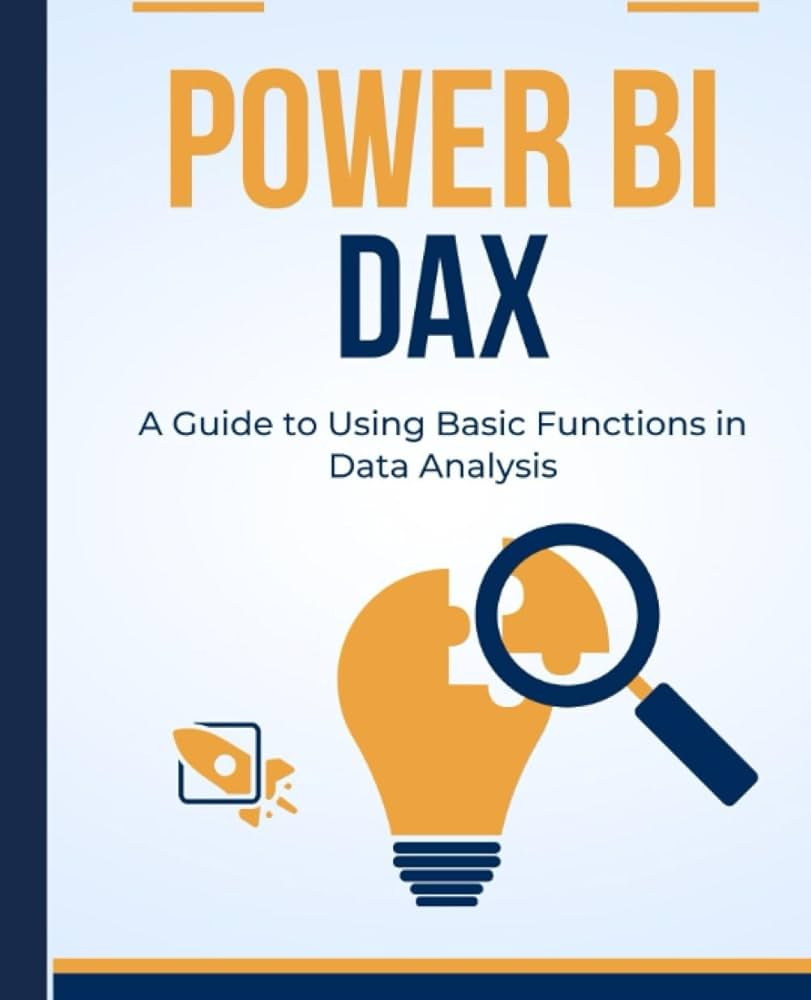 POWER BI
DAX
A Guide to Using Basic Functions in
Data Analysis